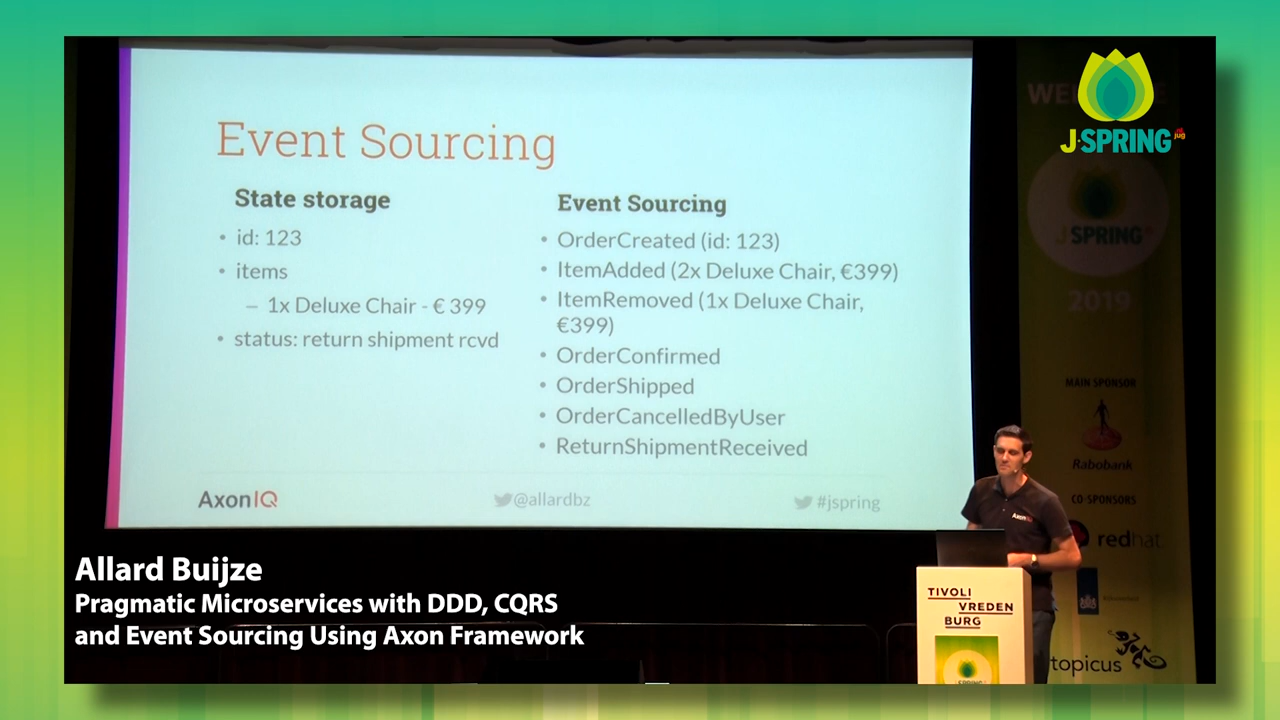 Event Sourcing
State storage
• id: 123
• items
– 1x Deluxe Chair - € 399
• status: return shipment rcvd
Event Sourcing
• OrderCreated (id: 123)
• ItemAdded (2x Deluxe Chair, €399)
• ItemRemoved (1x Deluxe Chair,
€399)
• OrderConfirmed
• OrderShipped
• OrderCancelledByUser
• ReturnShipmentReceived
AxonIQ
@allardbz
#jspring
J-SPRING
nl
jug
J SPRING
2019
MAIN SPONSOR
Rabobank
CO-SPONSORS
redhat
topicus
AxonIQ
TIVOLI
VREDEN
BURG
J-SPRING
Allard Buijze
Pragmatic Microservices with DDD, CQRS
and Event Sourcing Using Axon Framework